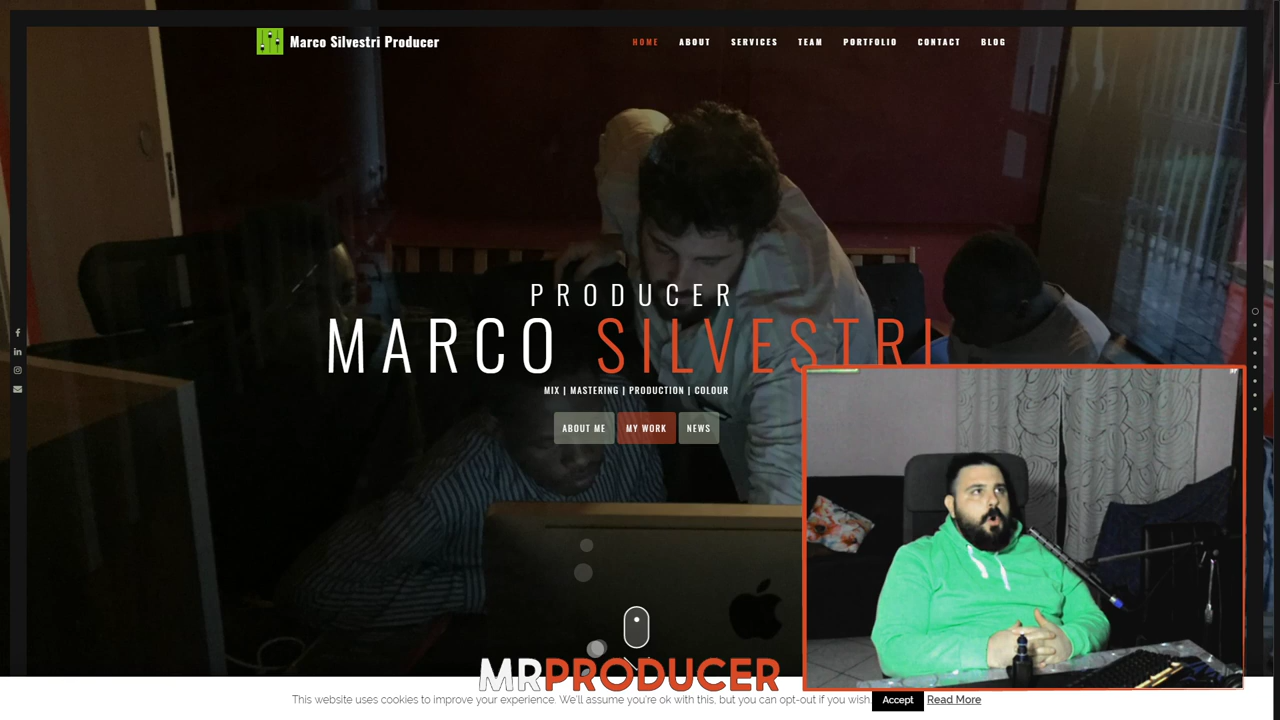 Marco Silvestri Producer
HOME ABOUT SERVICES TEAM PORTFOLIO CONTACT BLOG
PRODUCER
MARCO SILVESTRI
MIX | MASTERING | PRODUCTION | COLOUR
ABOUT ME MY WORK NEWS
MRPRODUCER
This website uses cookies to improve your experience. We'll assume you're ok with this, but you can opt-out if you wish. Accept Read More